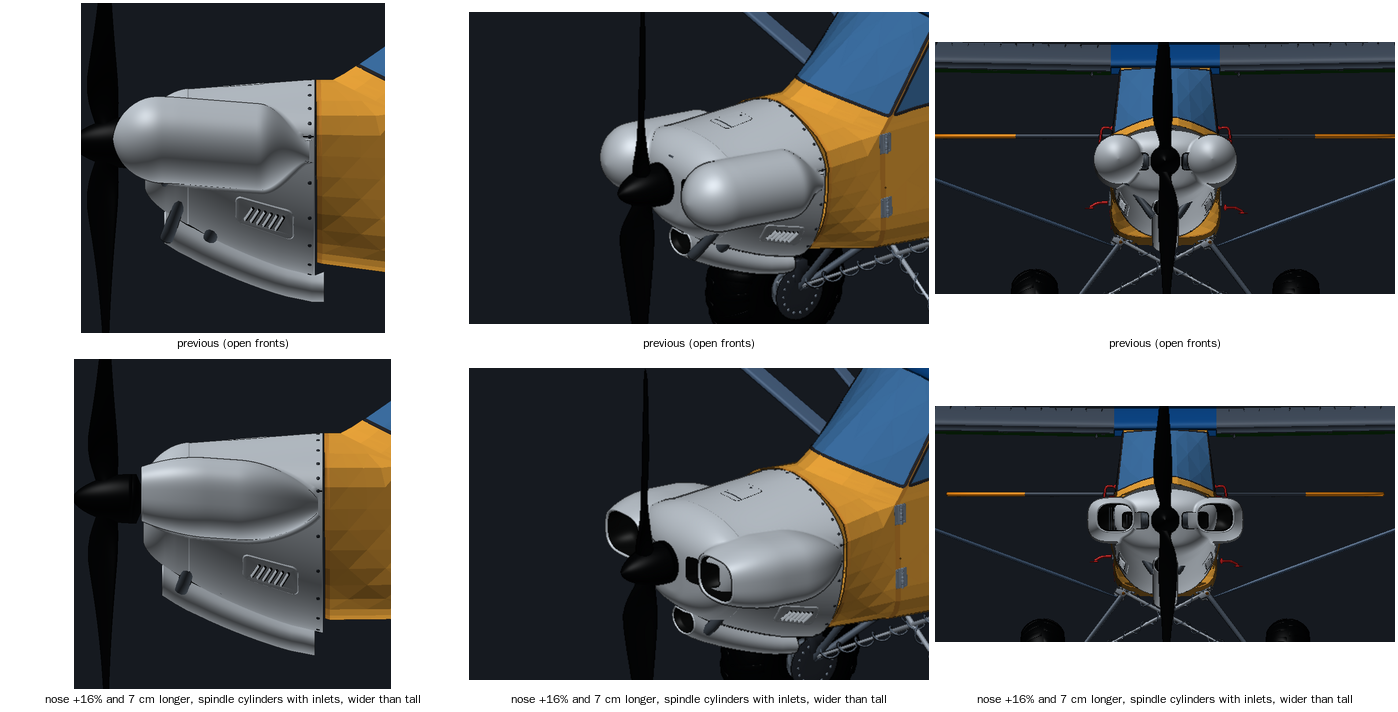 previous (open fronts)
previous (open fronts)
previous (open fronts)
nose +16% and 7 cm longer, spindle cylinders with inlets, wider than tall
nose +16% and 7 cm longer, spindle cylinders with inlets, wider than tall
nose +16% and 7 cm longer, spindle cylinders with inlets, wider than tall